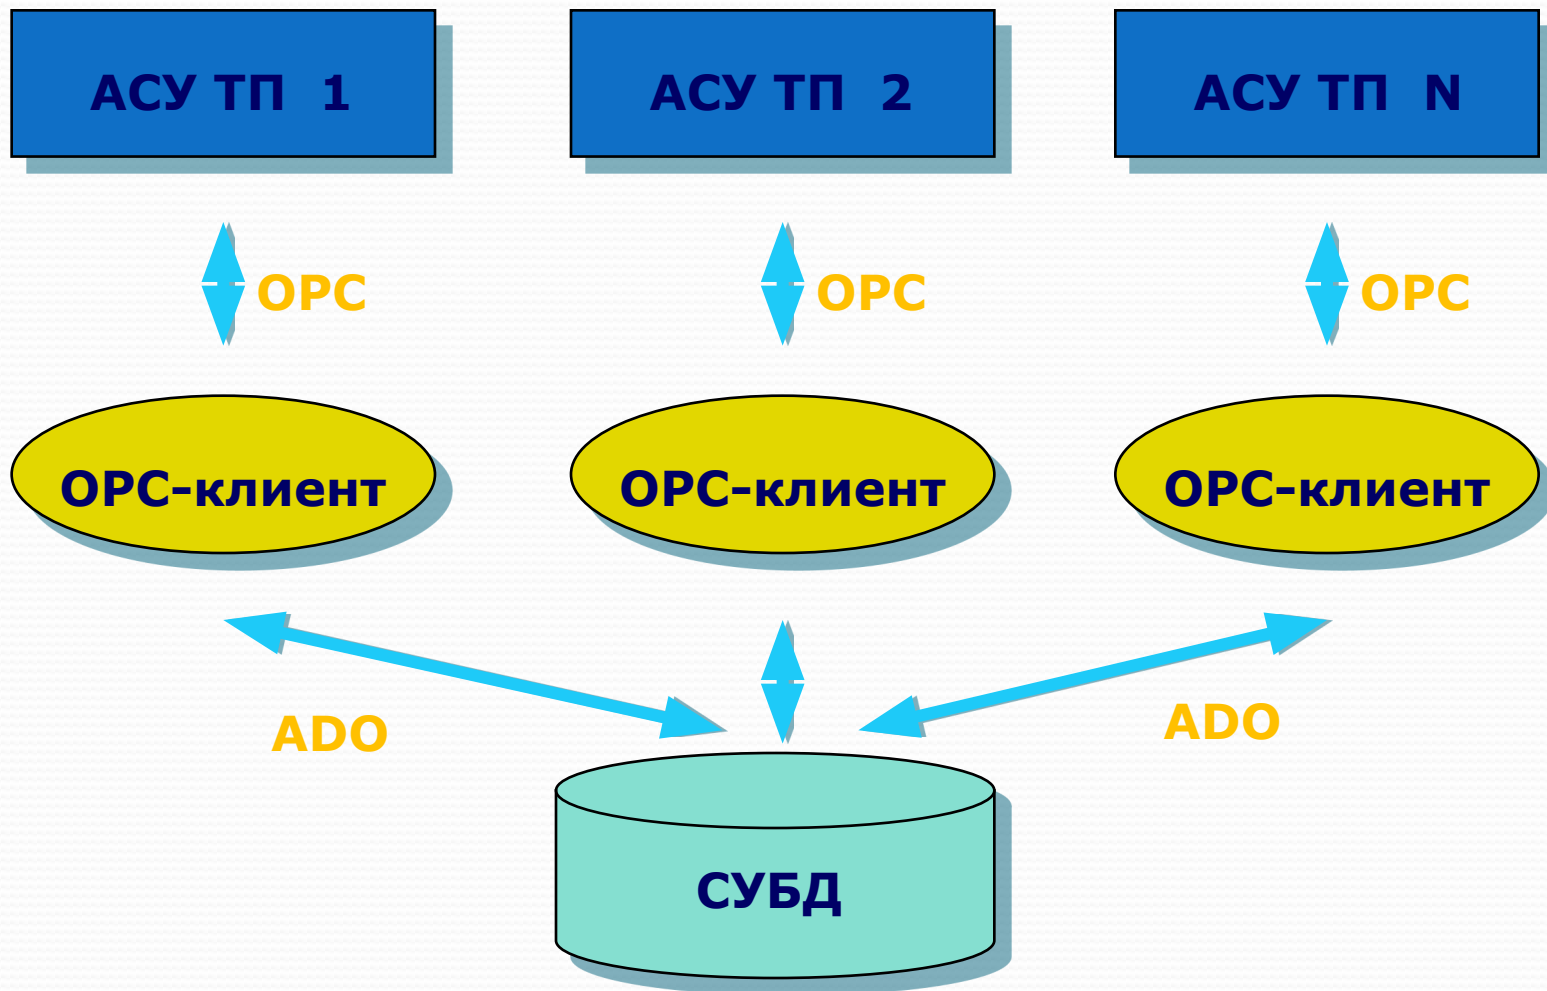 АСУ ТП 1
АСУ ТП 2
АСУ ТП N
OPC
OPC
OPC
OPC-клиент
OPC-клиент
OPC-клиент
ADO
ADO
СУБД